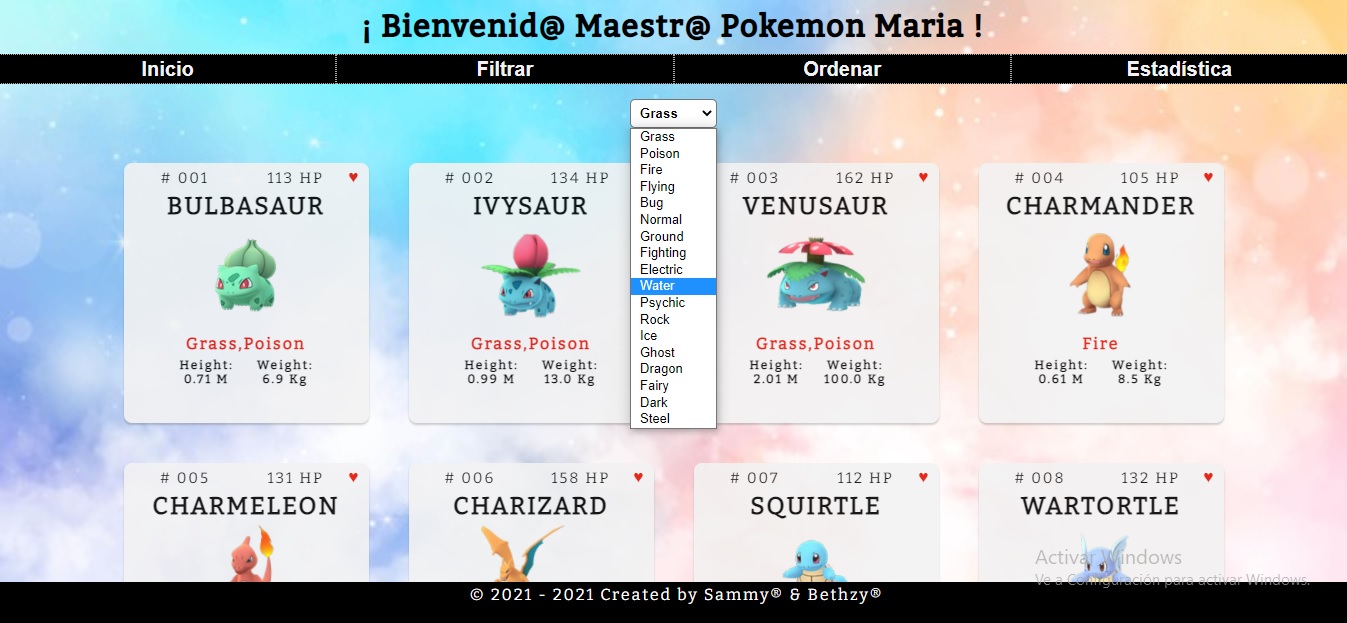 ¡ Bienvenid@ Maestr@ Pokemon Maria !
Inicio Filtrar Ordenar Estadística
Grass
Grass
Poison
Fire
Flying
Bug
Normal
Ground
Fighting
Electric
Water
Psychic
Rock
Ice
Ghost
Dragon
Fairy
Dark
Steel
# 001 113 HP ♥
BULBASAUR
Grass,Poison
Height: Weight:
0.71 M 6.9 Kg
# 002 134 HP
IVYSAUR
Grass,Poison
Height: Weight:
0.99 M 13.0 Kg
# 003 162 HP ♥
VENUSAUR
Grass,Poison
Height: Weight:
2.01 M 100.0 Kg
# 004 105 HP ♥
CHARMANDER
Fire
Height: Weight:
0.61 M 8.5 Kg
# 005 131 HP ♥
CHARMELEON
# 006 158 HP ♥
CHARIZARD
# 007 112 HP ♥
SQUIRTLE
# 008 132 HP ♥
WARTORTLE
Activar Windows
Ve a Configuración para activar Windows.
© 2021 - 2021 Created by Sammy® & Bethzy®